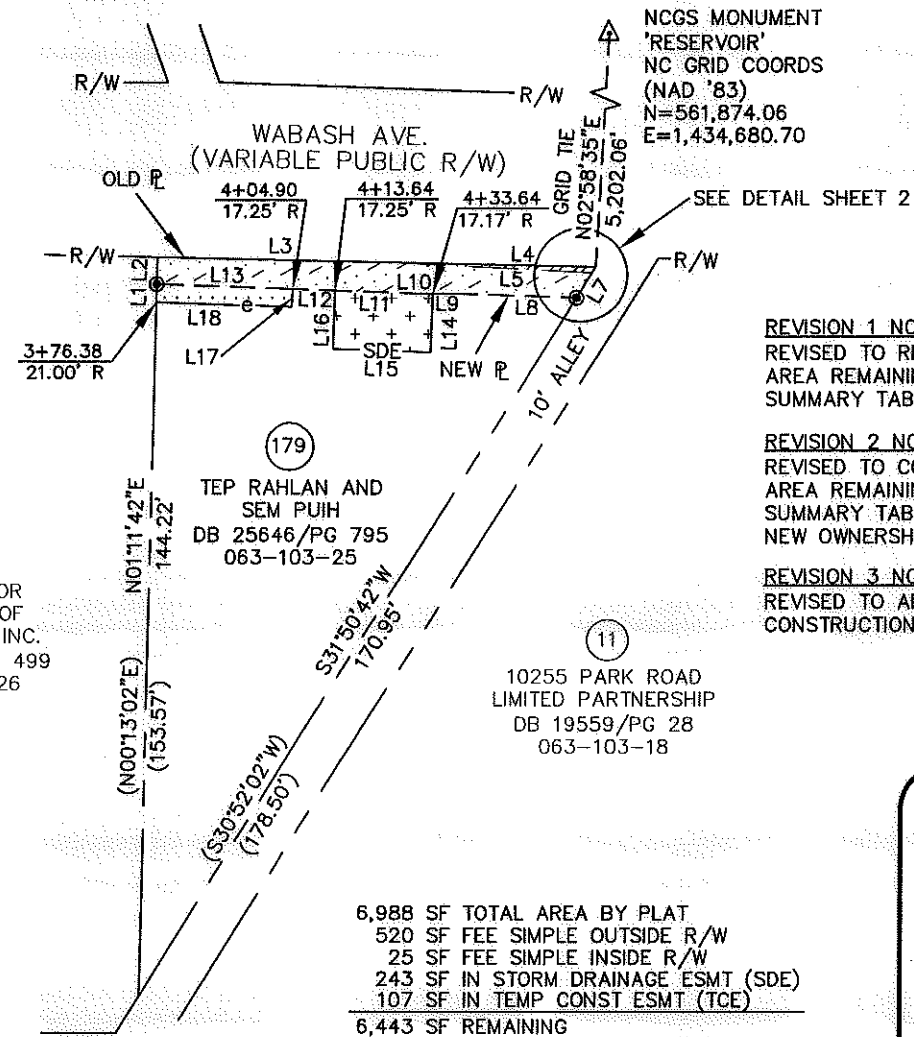 NCGS MONUMENT
'RESERVOIR'
NC GRID COORDS
(NAD '83)
N=561,874.06
E=1,434,680.70
R/W
R/W
WABASH AVE.
(VARIABLE PUBLIC R/W)
OLD PL
4+04.90
17.25' R
4+13.64
17.25' R
4+33.64
17.17' R
GRID TIE
N02°58'35"E
5,202.06'
SEE DETAIL SHEET 2
R/W
R/W
L3
L4
L2
L1
L13
L10
L5
L7
L12
L11
L9
L8
L18
e
L17
L16
L14
SDE
L15
NEW PL
3+76.38
21.00' R
10' ALLEY
179
TEP RAHLAN AND
SEM PUIH
DB 25646/PG 795
063-103-25
N01°11'42"E
144.22'
(N00°13'02"E)
(153.57')
S31°50'42"W
170.95'
(S30°52'02"W)
(178.50')
11
10255 PARK ROAD
LIMITED PARTNERSHIP
DB 19559/PG 28
063-103-18
OR
OF
INC.
499
26
REVISION 1 NO
REVISED TO RE
AREA REMAINI
SUMMARY TAB
REVISION 2 NO
REVISED TO CO
AREA REMAINI
SUMMARY TAB
NEW OWNERSH
REVISION 3 NO
REVISED TO A
CONSTRUCTION
6,988 SF TOTAL AREA BY PLAT
520 SF FEE SIMPLE OUTSIDE R/W
25 SF FEE SIMPLE INSIDE R/W
243 SF IN STORM DRAINAGE ESMT (SDE)
107 SF IN TEMP CONST ESMT (TCE)
6,443 SF REMAINING